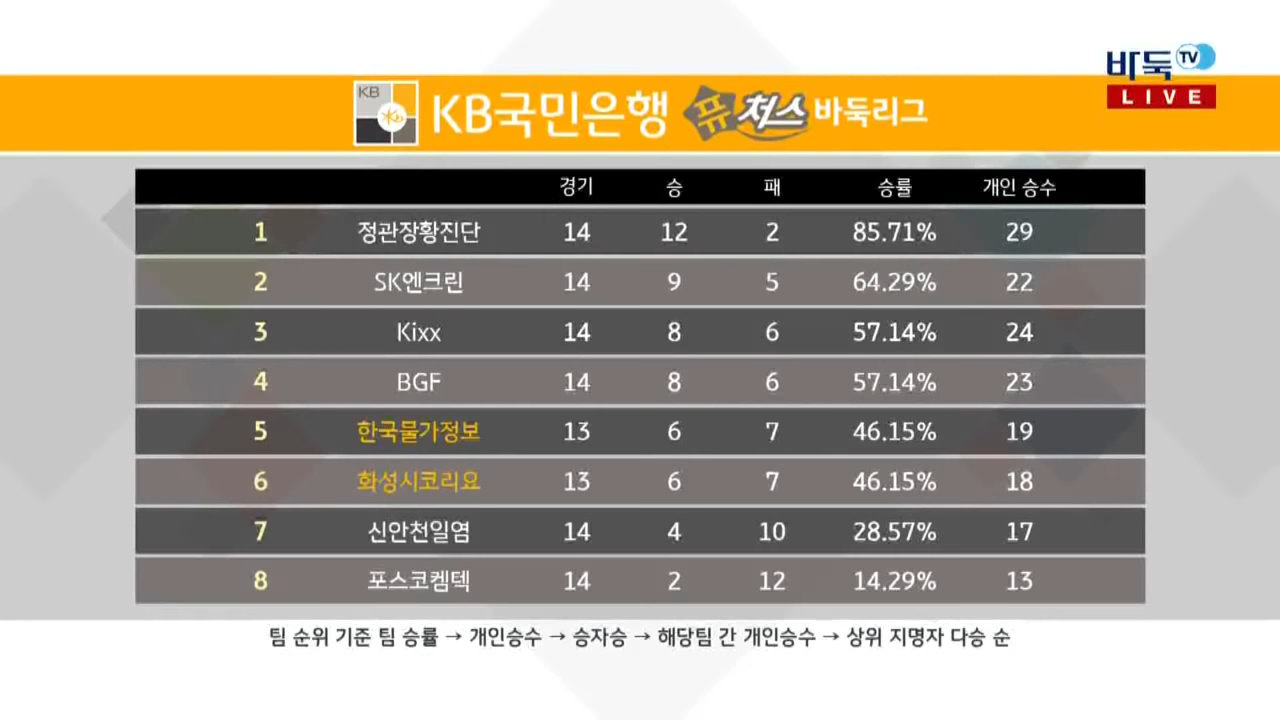 바둑TV
LIVE
KB KB국민은행 퓨처스 바둑리그
경기 승 패 승률 개인 승수
1 정관장황진단 14 12 2 85.71% 29
2 SK엔크린 14 9 5 64.29% 22
3 Kixx 14 8 6 57.14% 24
4 BGF 14 8 6 57.14% 23
5 한국물가정보 13 6 7 46.15% 19
6 화성시코리요 13 6 7 46.15% 18
7 신안천일염 14 4 10 28.57% 17
8 포스코켐텍 14 2 12 14.29% 13
팀 순위 기준 팀 승률 → 개인승수 → 승자승 → 해당팀 간 개인승수 → 상위 지명자 다승 순